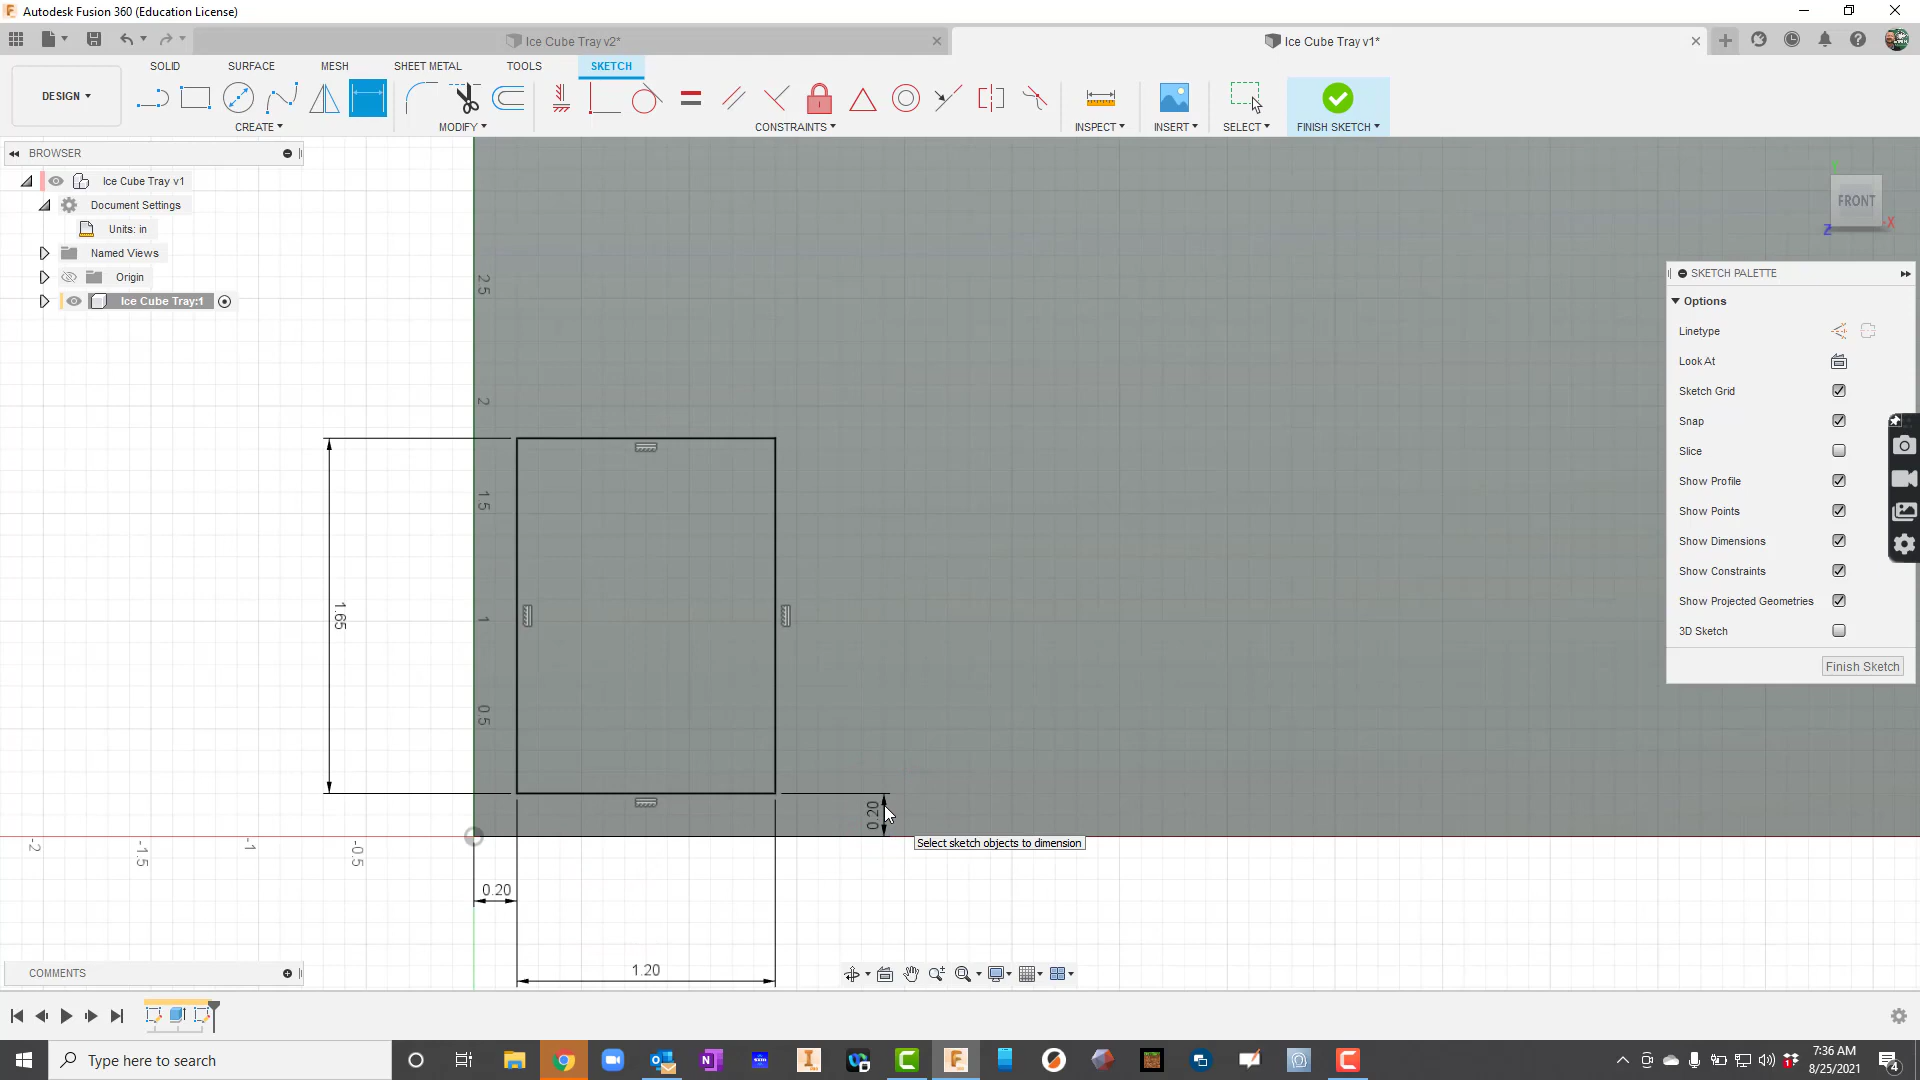 Autodesk Fusion 360 (Education License)
Ice Cube Tray v2*
Ice Cube Tray v1*
SOLID
SURFACE
MESH
SHEET METAL
TOOLS
SKETCH
DESIGN
CREATE
MODIFY
CONSTRAINTS
INSPECT
INSERT
SELECT
FINISH SKETCH
BROWSER
Ice Cube Tray v1
Document Settings
Units: in
Named Views
Origin
Ice Cube Tray:1
FRONT
X
Z
SKETCH PALETTE
Options
Linetype
Look At
Sketch Grid
Snap
Slice
Show Profile
Show Points
Show Dimensions
Show Constraints
Show Projected Geometries
3D Sketch
Finish Sketch
2.5
2
1.5
1
0.5
1.65
0.20
Select sketch objects to dimension
-2
-1.5
-1
-0.5
0.20
1.20
COMMENTS
Type here to search
7:36 AM
8/25/2021
4